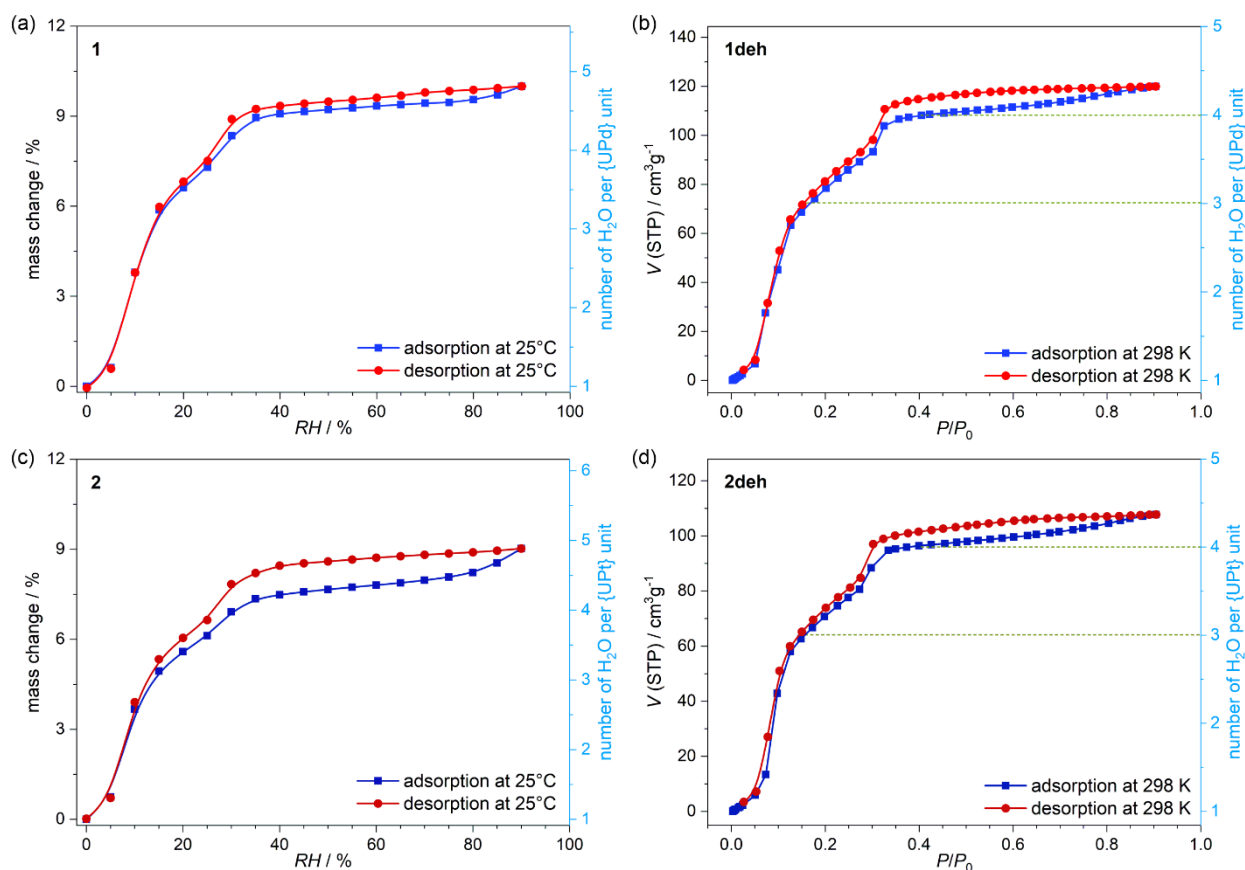 (a)
1
mass change / %
12
9
6
3
0
0 20 40 60 80 100
RH / %
number of H₂O per {UPd} unit
5
4
3
2
1
adsorption at 25°C
desorption at 25°C
(b)
1deh
V (STP) / cm³g⁻¹
140
120
100
80
60
40
20
0
0.0 0.2 0.4 0.6 0.8 1.0
P/P₀
number of H₂O per {UPd} unit
5
4
3
2
1
adsorption at 298 K
desorption at 298 K
(c)
2
mass change / %
12
9
6
3
0
0 20 40 60 80 100
RH / %
number of H₂O per {UPt} unit
6
5
4
3
2
1
adsorption at 25°C
desorption at 25°C
(d)
2deh
V (STP) / cm³g⁻¹
120
100
80
60
40
20
0
0.0 0.2 0.4 0.6 0.8 1.0
P/P₀
number of H₂O per {UPt} unit
5
4
3
2
1
adsorption at 298 K
desorption at 298 K